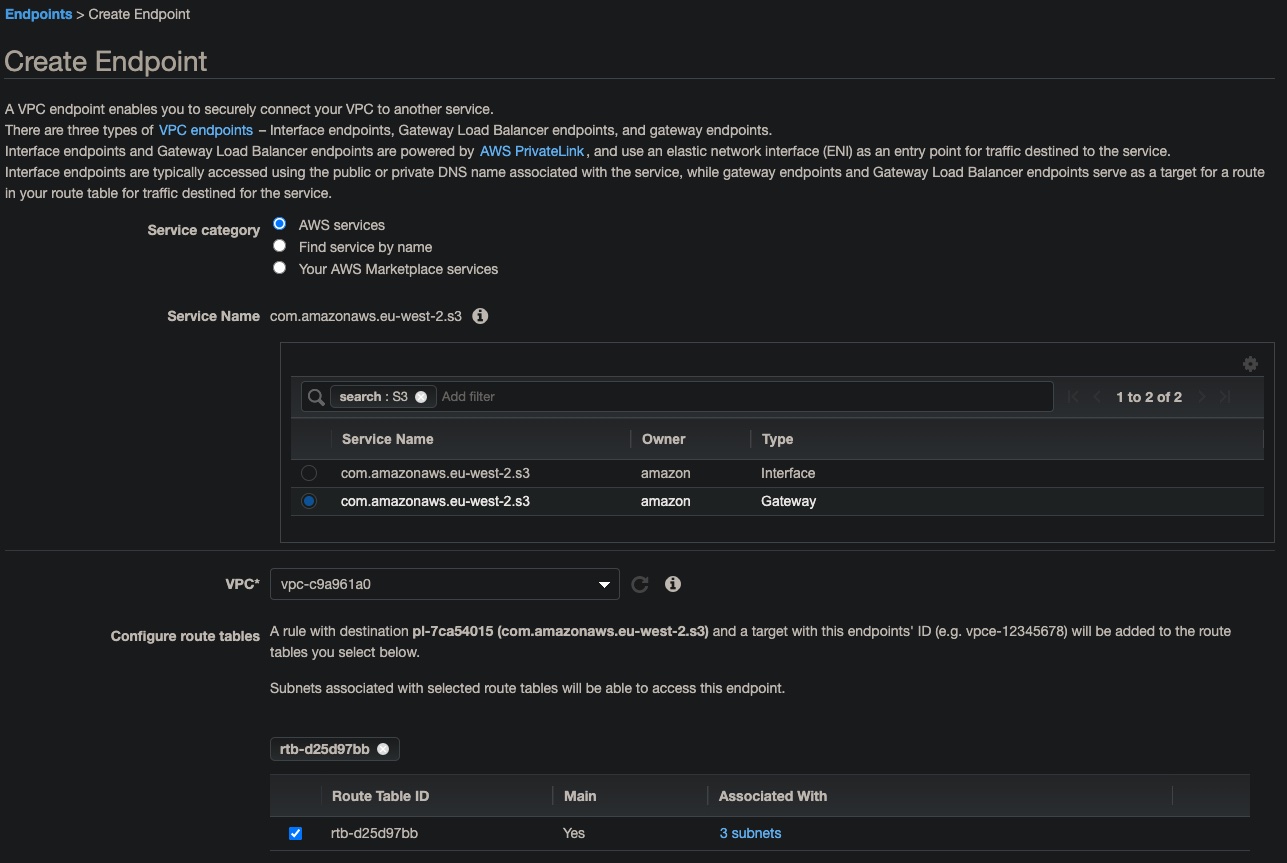 Endpoints > Create Endpoint
Create Endpoint
A VPC endpoint enables you to securely connect your VPC to another service.
There are three types of VPC endpoints – Interface endpoints, Gateway Load Balancer endpoints, and gateway endpoints.
Interface endpoints and Gateway Load Balancer endpoints are powered by AWS PrivateLink, and use an elastic network interface (ENI) as an entry point for traffic destined to the service.
Interface endpoints are typically accessed using the public or private DNS name associated with the service, while gateway endpoints and Gateway Load Balancer endpoints serve as a target for a route
in your route table for traffic destined for the service.
Service category
AWS services
Find service by name
Your AWS Marketplace services
Service Name com.amazonaws.eu-west-2.s3
search : S3 Add filter 1 to 2 of 2
Service Name Owner Type
com.amazonaws.eu-west-2.s3 amazon Interface
com.amazonaws.eu-west-2.s3 amazon Gateway
VPC* vpc-c9a961a0
Configure route tables A rule with destination pl-7ca54015 (com.amazonaws.eu-west-2.s3) and a target with this endpoints' ID (e.g. vpce-12345678) will be added to the route
tables you select below.
Subnets associated with selected route tables will be able to access this endpoint.
rtb-d25d97bb
Route Table ID Main Associated With
rtb-d25d97bb Yes 3 subnets